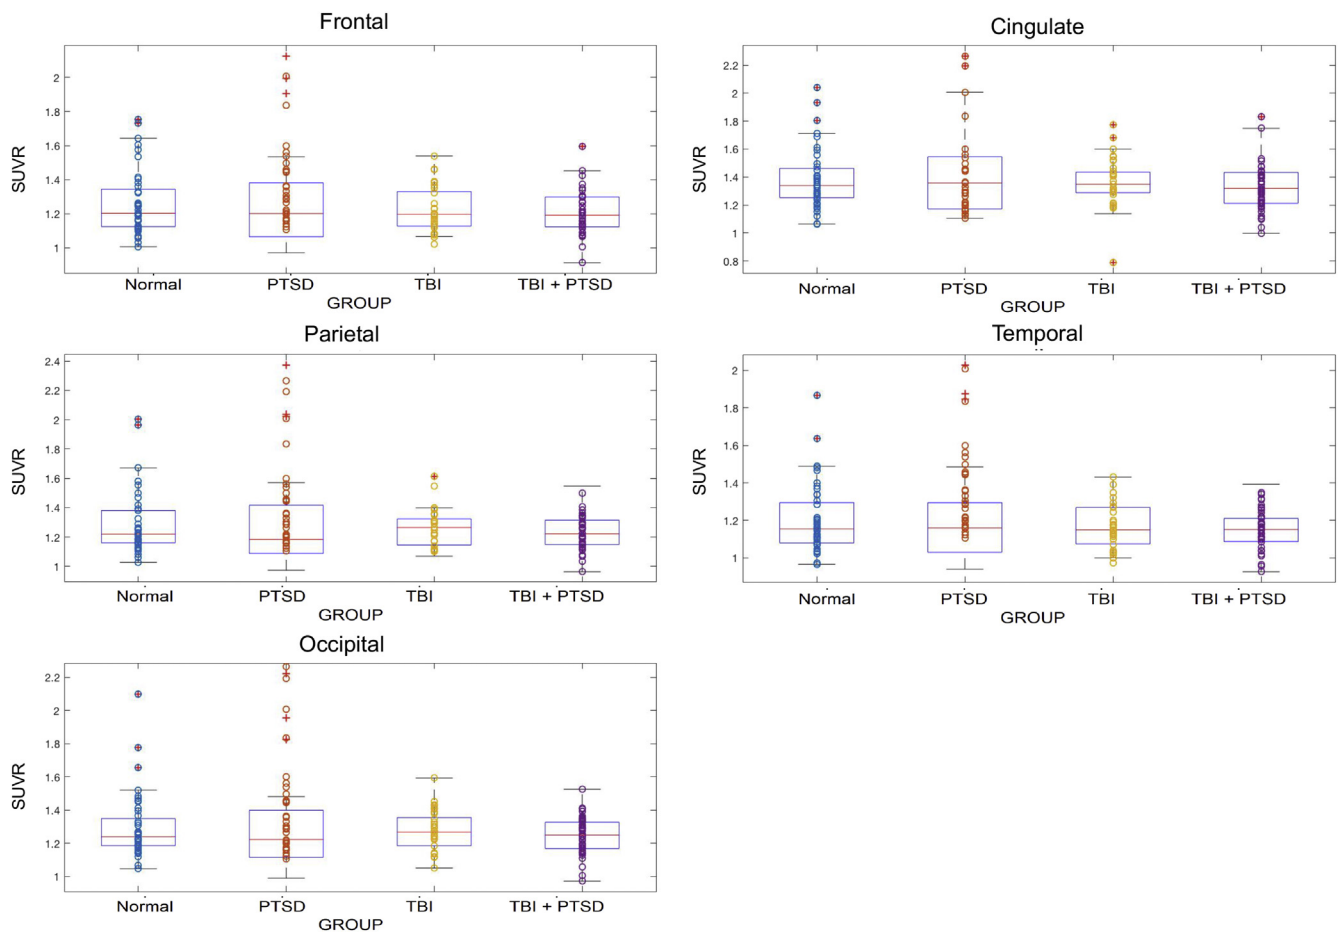 Frontal
SUVR
2
1.8
1.6
1.4
1.2
1
Normal PTSD TBI TBI + PTSD
GROUP
Cingulate
SUVR
2.2
2
1.8
1.6
1.4
1.2
1
0.8
Normal PTSD TBI TBI + PTSD
GROUP
Parietal
SUVR
2.4
2.2
2
1.8
1.6
1.4
1.2
1
Normal PTSD TBI TBI + PTSD
GROUP
Temporal
SUVR
2
1.8
1.6
1.4
1.2
1
Normal PTSD TBI TBI + PTSD
GROUP
Occipital
SUVR
2.2
2
1.8
1.6
1.4
1.2
1
Normal PTSD TBI TBI + PTSD
GROUP